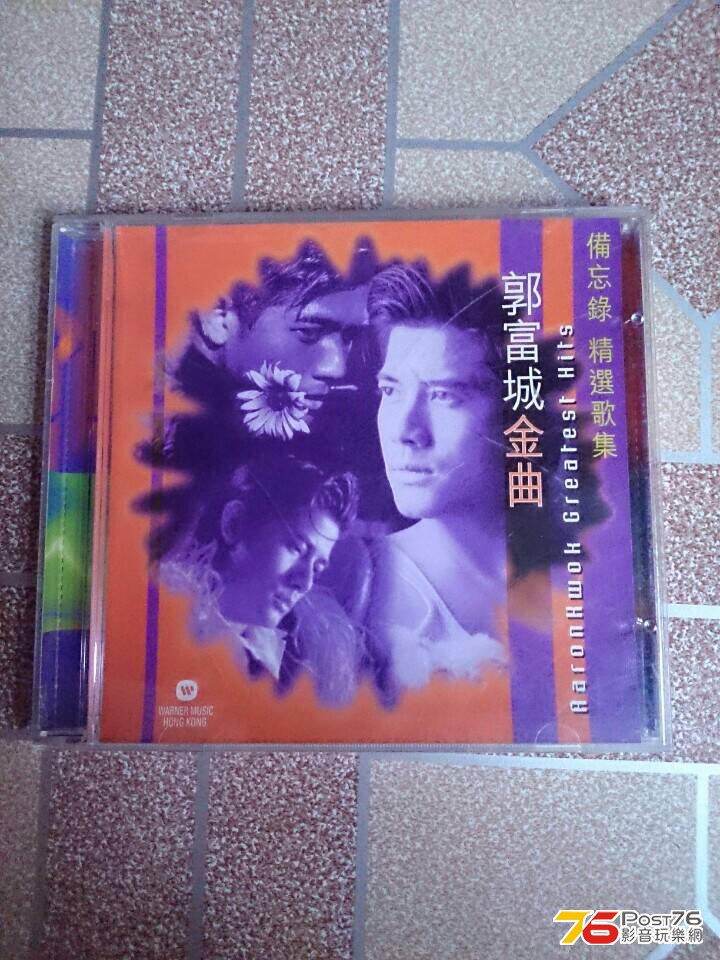 備忘錄 精選歌集
郭富城金曲
AaronKwok Greatest Hits
WARNER MUSIC
HONG KONG
76 POST76
影音玩樂網